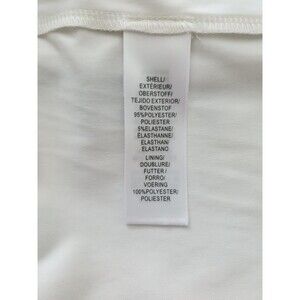 SHELL/
EXTÉRIEUR/
OBERSTOFF/
TEJIDO EXTERIOR/
BOVENSTOF
95%POLYESTER/
POLIESTER
5%ELASTANE/
ELASTHANNE/
ELASTHAN/
ELASTANO
LINING/
DOUBLURE/
FUTTER /
FORRO/
VOERING
100%POLYESTER/
POLIESTER